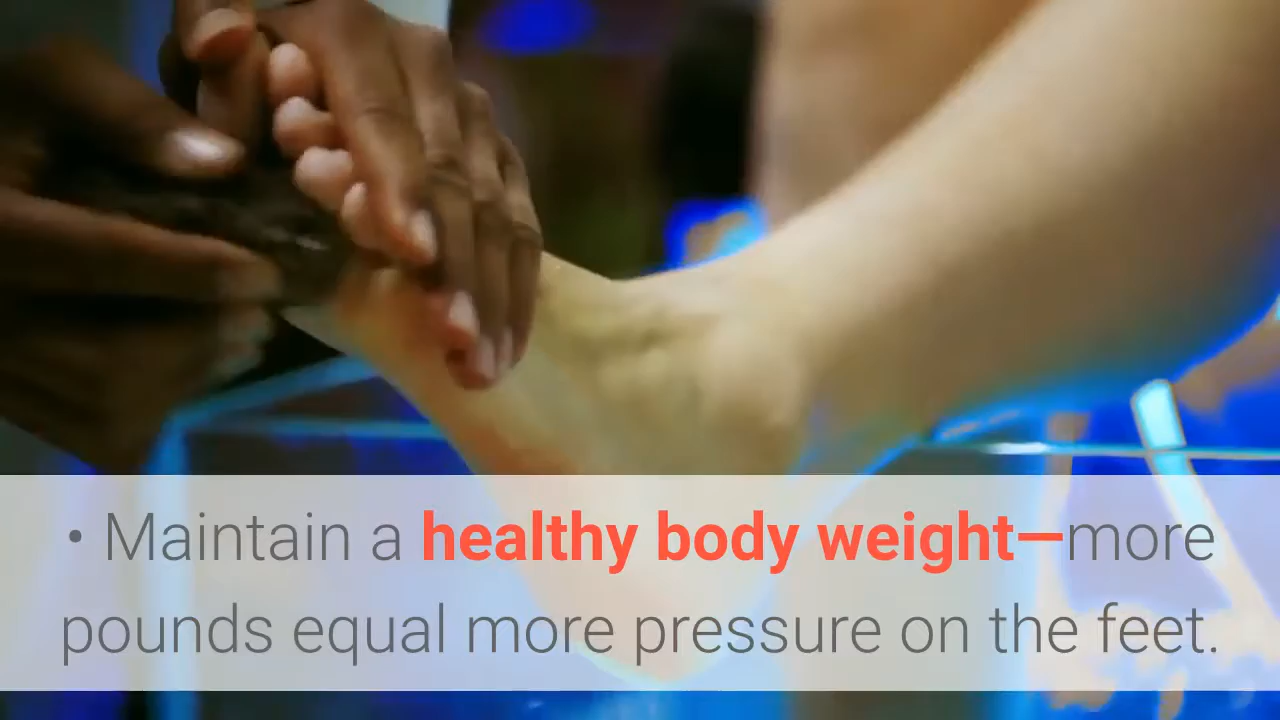 • Maintain a healthy body weight—more
pounds equal more pressure on the feet.